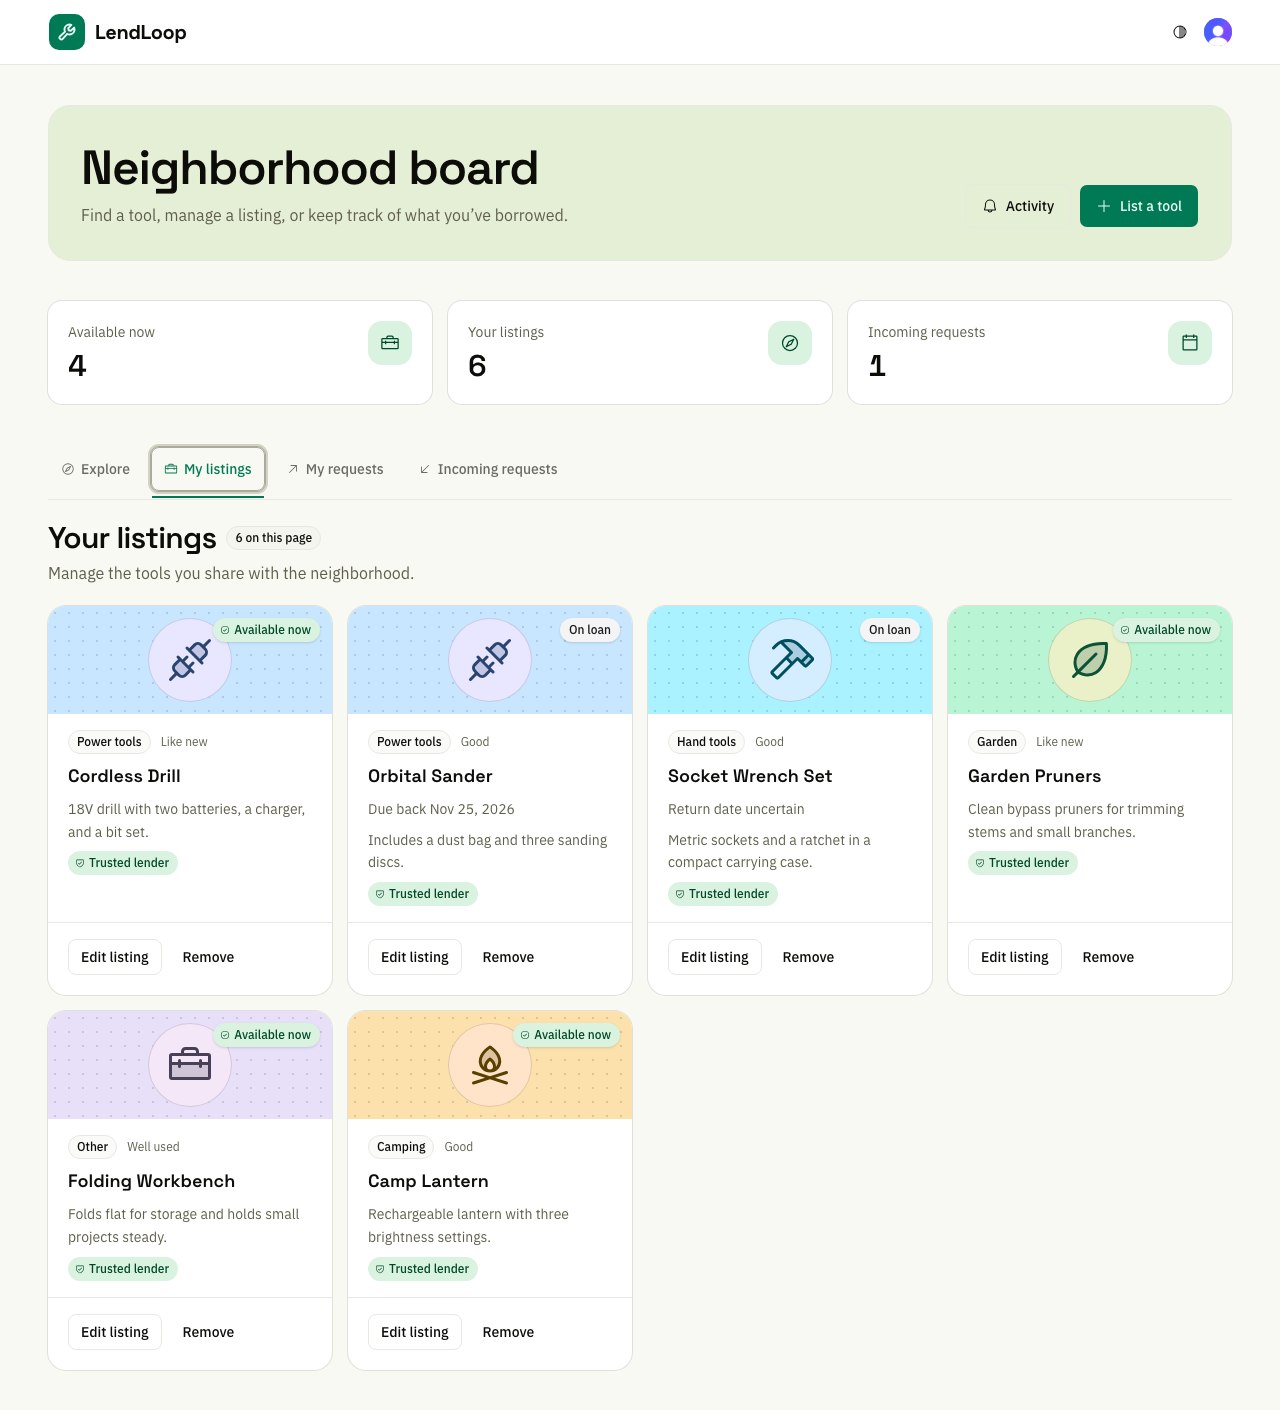 LendLoop
Neighborhood board
Find a tool, manage a listing, or keep track of what you’ve borrowed.
Activity
List a tool
Available now
4
Your listings
6
Incoming requests
1
Explore
My listings
My requests
Incoming requests
Your listings
6 on this page
Manage the tools you share with the neighborhood.
Available now
Power tools
Like new
Cordless Drill
18V drill with two batteries, a charger,
and a bit set.
Trusted lender
Edit listing
Remove
On loan
Power tools
Good
Orbital Sander
Due back Nov 25, 2026
Includes a dust bag and three sanding
discs.
Trusted lender
Edit listing
Remove
On loan
Hand tools
Good
Socket Wrench Set
Return date uncertain
Metric sockets and a ratchet in a
compact carrying case.
Trusted lender
Edit listing
Remove
Available now
Garden
Like new
Garden Pruners
Clean bypass pruners for trimming
stems and small branches.
Trusted lender
Edit listing
Remove
Available now
Other
Well used
Folding Workbench
Folds flat for storage and holds small
projects steady.
Trusted lender
Edit listing
Remove
Available now
Camping
Good
Camp Lantern
Rechargeable lantern with three
brightness settings.
Trusted lender
Edit listing
Remove